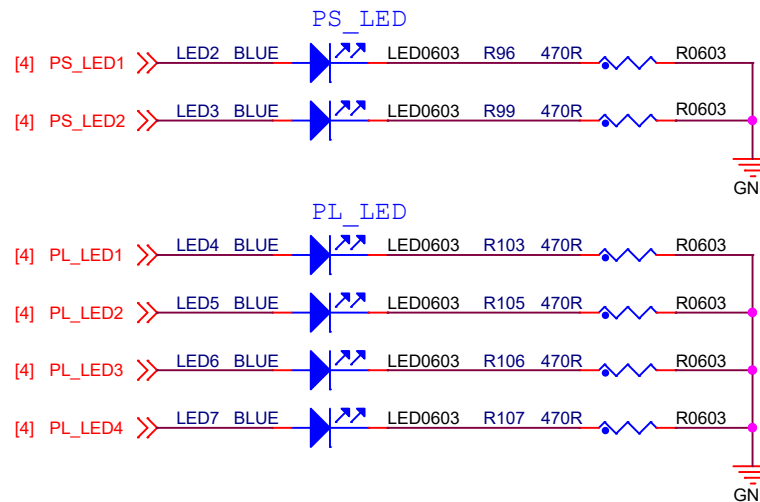 PS_LED
[4] PS_LED1 LED2 BLUE LED0603 R96 470R R0603
[4] PS_LED2 LED3 BLUE LED0603 R99 470R R0603
GN
PL_LED
[4] PL_LED1 LED4 BLUE LED0603 R103 470R R0603
[4] PL_LED2 LED5 BLUE LED0603 R105 470R R0603
[4] PL_LED3 LED6 BLUE LED0603 R106 470R R0603
[4] PL_LED4 LED7 BLUE LED0603 R107 470R R0603
GN